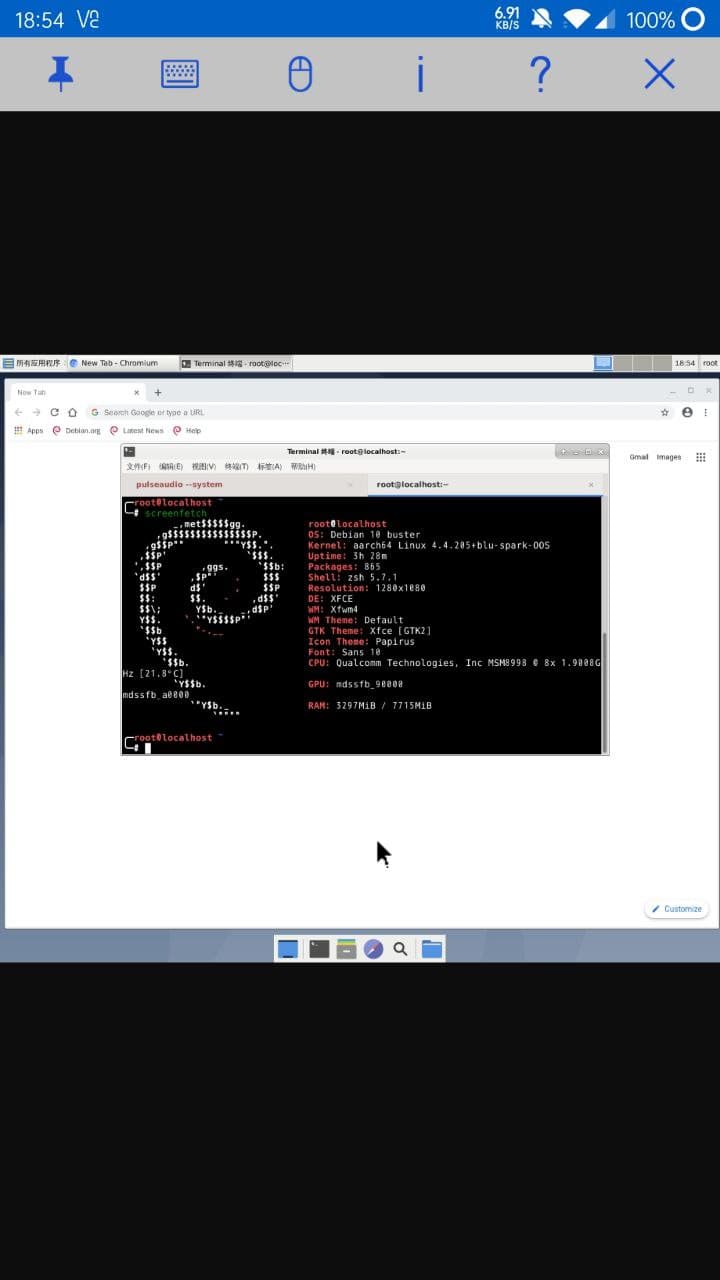 18:54
6.91
KB/S
100%
所有应用程序
New Tab - Chromium
Terminal 终端 - root@loc···
18:54
root
New Tab
Search Google or type a URL
Apps
Debian.org
Latest News
Help
Gmail
Images
Terminal 终端 - root@localhost:~
文件(F) 编辑(E) 视图(V) 终端(T) 标签(A) 帮助(H)
pulseaudio --system
root@localhost:~
root@localhost ~
# screenfetch
root@localhost
OS: Debian 10 buster
Kernel: aarch64 Linux 4.4.205+blu-spark-OOS
Uptime: 3h 28m
Packages: 865
Shell: zsh 5.7.1
Resolution: 1280x1080
DE: XFCE
WM: Xfwm4
WM Theme: Default
GTK Theme: Xfce [GTK2]
Icon Theme: Papirus
Font: Sans 10
CPU: Qualcomm Technologies, Inc MSM8998 @ 8x 1.9008G
Hz [21.8°C]
GPU: mdssfb_90000
mdssfb_a0000
RAM: 3297MiB / 7715MiB
root@localhost ~
#
Customize